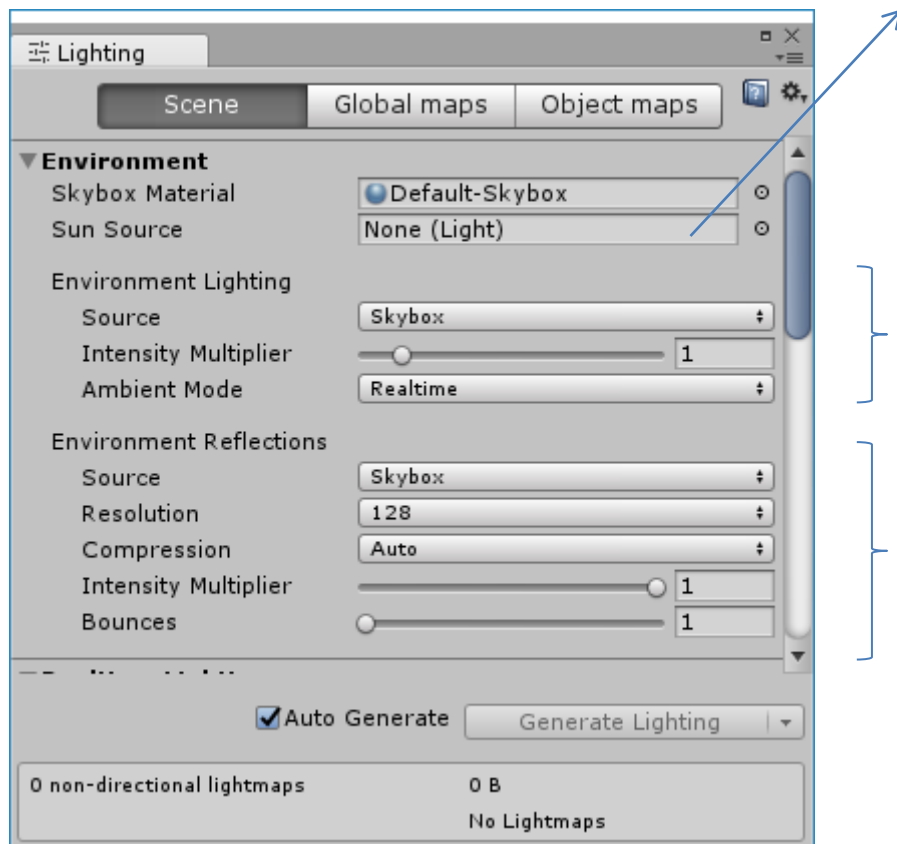 Lighting
Scene Global maps Object maps
Environment
Skybox Material Default-Skybox
Sun Source None (Light)
Environment Lighting
Source Skybox
Intensity Multiplier 1
Ambient Mode Realtime
Environment Reflections
Source Skybox
Resolution 128
Compression Auto
Intensity Multiplier 1
Bounces 1
Auto Generate Generate Lighting
0 non-directional lightmaps 0 B
No Lightmaps